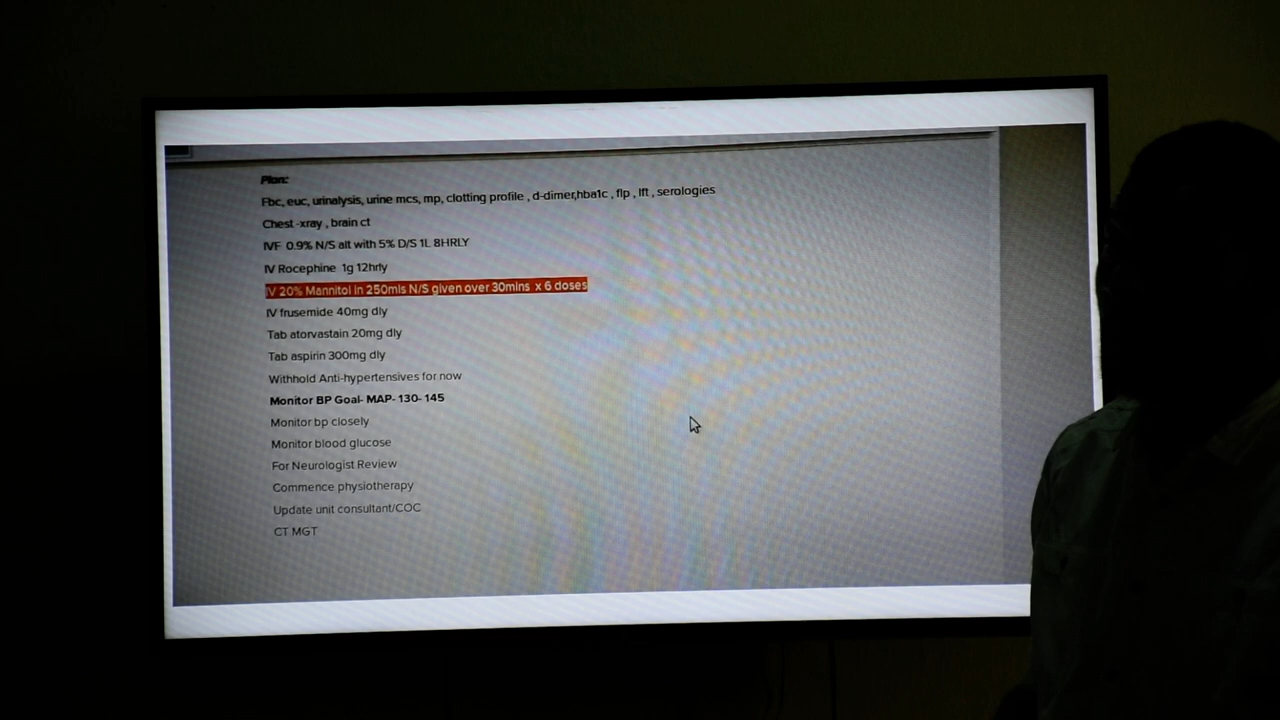 Plan:
Fbc, euc, urinalysis, urine mcs, mp, clotting profile , d-dimer,hba1c , flp , lft , serologies
Chest -xray , brain ct
IVF 0.9% N/S alt with 5% D/S 1L 8HRLY
IV Rocephine 1g 12hrly
IV 20% Mannitol in 250mls N/S given over 30mins x 6 doses
IV frusemide 40mg dly
Tab atorvastain 20mg dly
Tab aspirin 300mg dly
Withhold Anti-hypertensives for now
Monitor BP Goal- MAP- 130- 145
Monitor bp closely
Monitor blood glucose
For Neurologist Review
Commence physiotherapy
Update unit consultant/COC
CT MGT